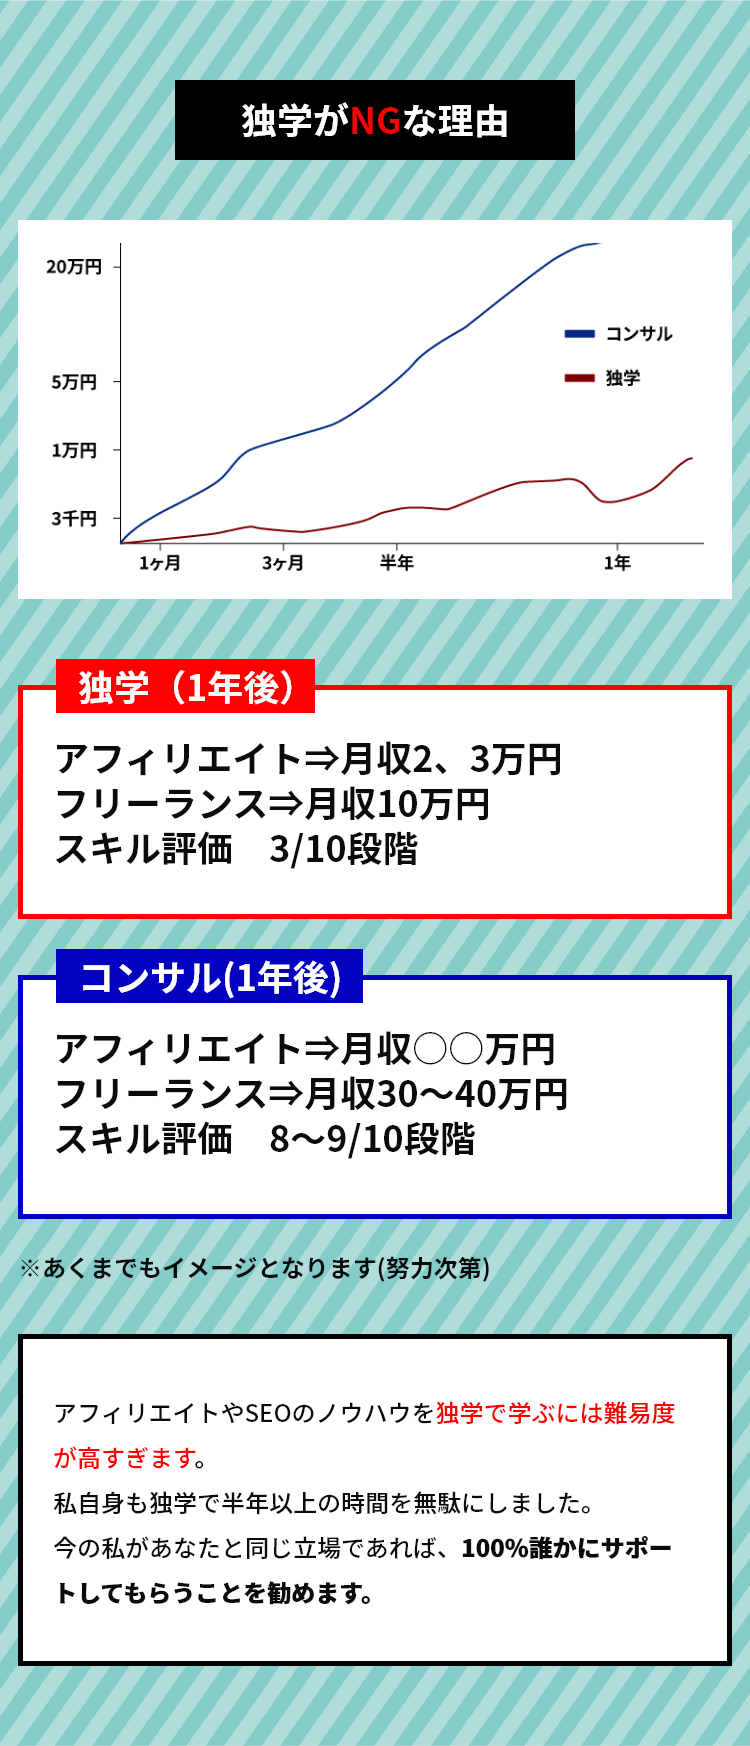 独学がNGな理由
20万円
5万円
1万円
3千円
コンサル
独学
1ヶ月
3ヶ月
半年
1年
独学（1年後）
アフィリエイト⇒月収2、3万円
フリーランス⇒月収10万円
スキル評価　3/10段階
コンサル(1年後)
アフィリエイト⇒月収◯◯万円
フリーランス⇒月収30〜40万円
スキル評価　8〜9/10段階
※あくまでもイメージとなります(努力次第)
アフィリエイトやSEOのノウハウを独学で学ぶには難易度
が高すぎます。
私自身も独学で半年以上の時間を無駄にしました。
今の私があなたと同じ立場であれば、100%誰かにサポー
トしてもらうことを勧めます。